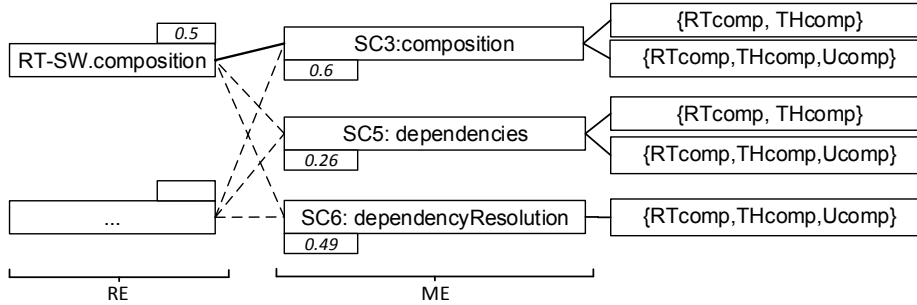 0.5
RT-SW.composition
...
RE
SC3:composition
0.6
SC5: dependencies
0.26
SC6: dependencyResolution
0.49
ME
{RTcomp, THcomp}
{RTcomp,THcomp,Ucomp}
{RTcomp, THcomp}
{RTcomp,THcomp,Ucomp}
{RTcomp,THcomp,Ucomp}